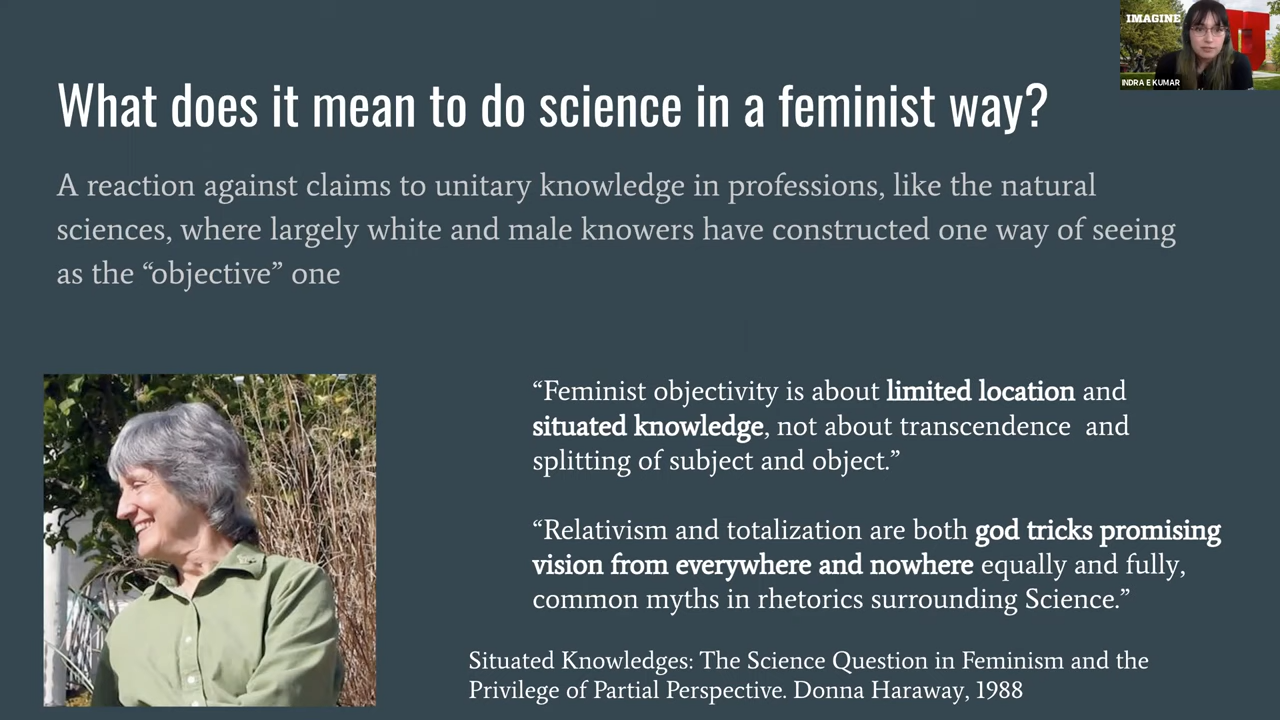 IMAGINE
INDRA E KUMAR
What does it mean to do science in a feminist way?
A reaction against claims to unitary knowledge in professions, like the natural
sciences, where largely white and male knowers have constructed one way of seeing
as the “objective” one
“Feminist objectivity is about limited location and
situated knowledge, not about transcendence and
splitting of subject and object.”
“Relativism and totalization are both god tricks promising
vision from everywhere and nowhere equally and fully,
common myths in rhetorics surrounding Science.”
Situated Knowledges: The Science Question in Feminism and the
Privilege of Partial Perspective. Donna Haraway, 1988